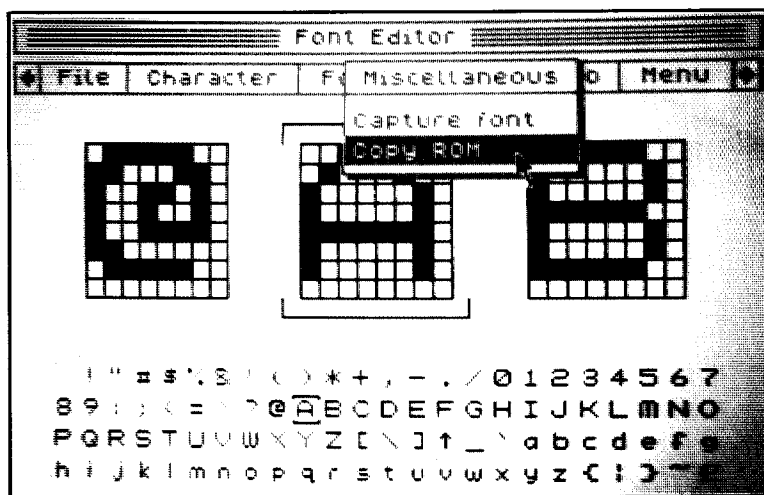 Font Editor
File Character Fo Miscellaneous o Menu
Capture font
Copy ROM
! " # $ % & ' ( ) * + , - . / 0 1 2 3 4 5 6 7
8 9 : ; < = > ? @ A B C D E F G H I J K L M N O
P Q R S T U V W X Y Z [ \ ] ↑ _ ` a b c d e f g
h i j k l m n o p q r s t u v w x y z { | } ~